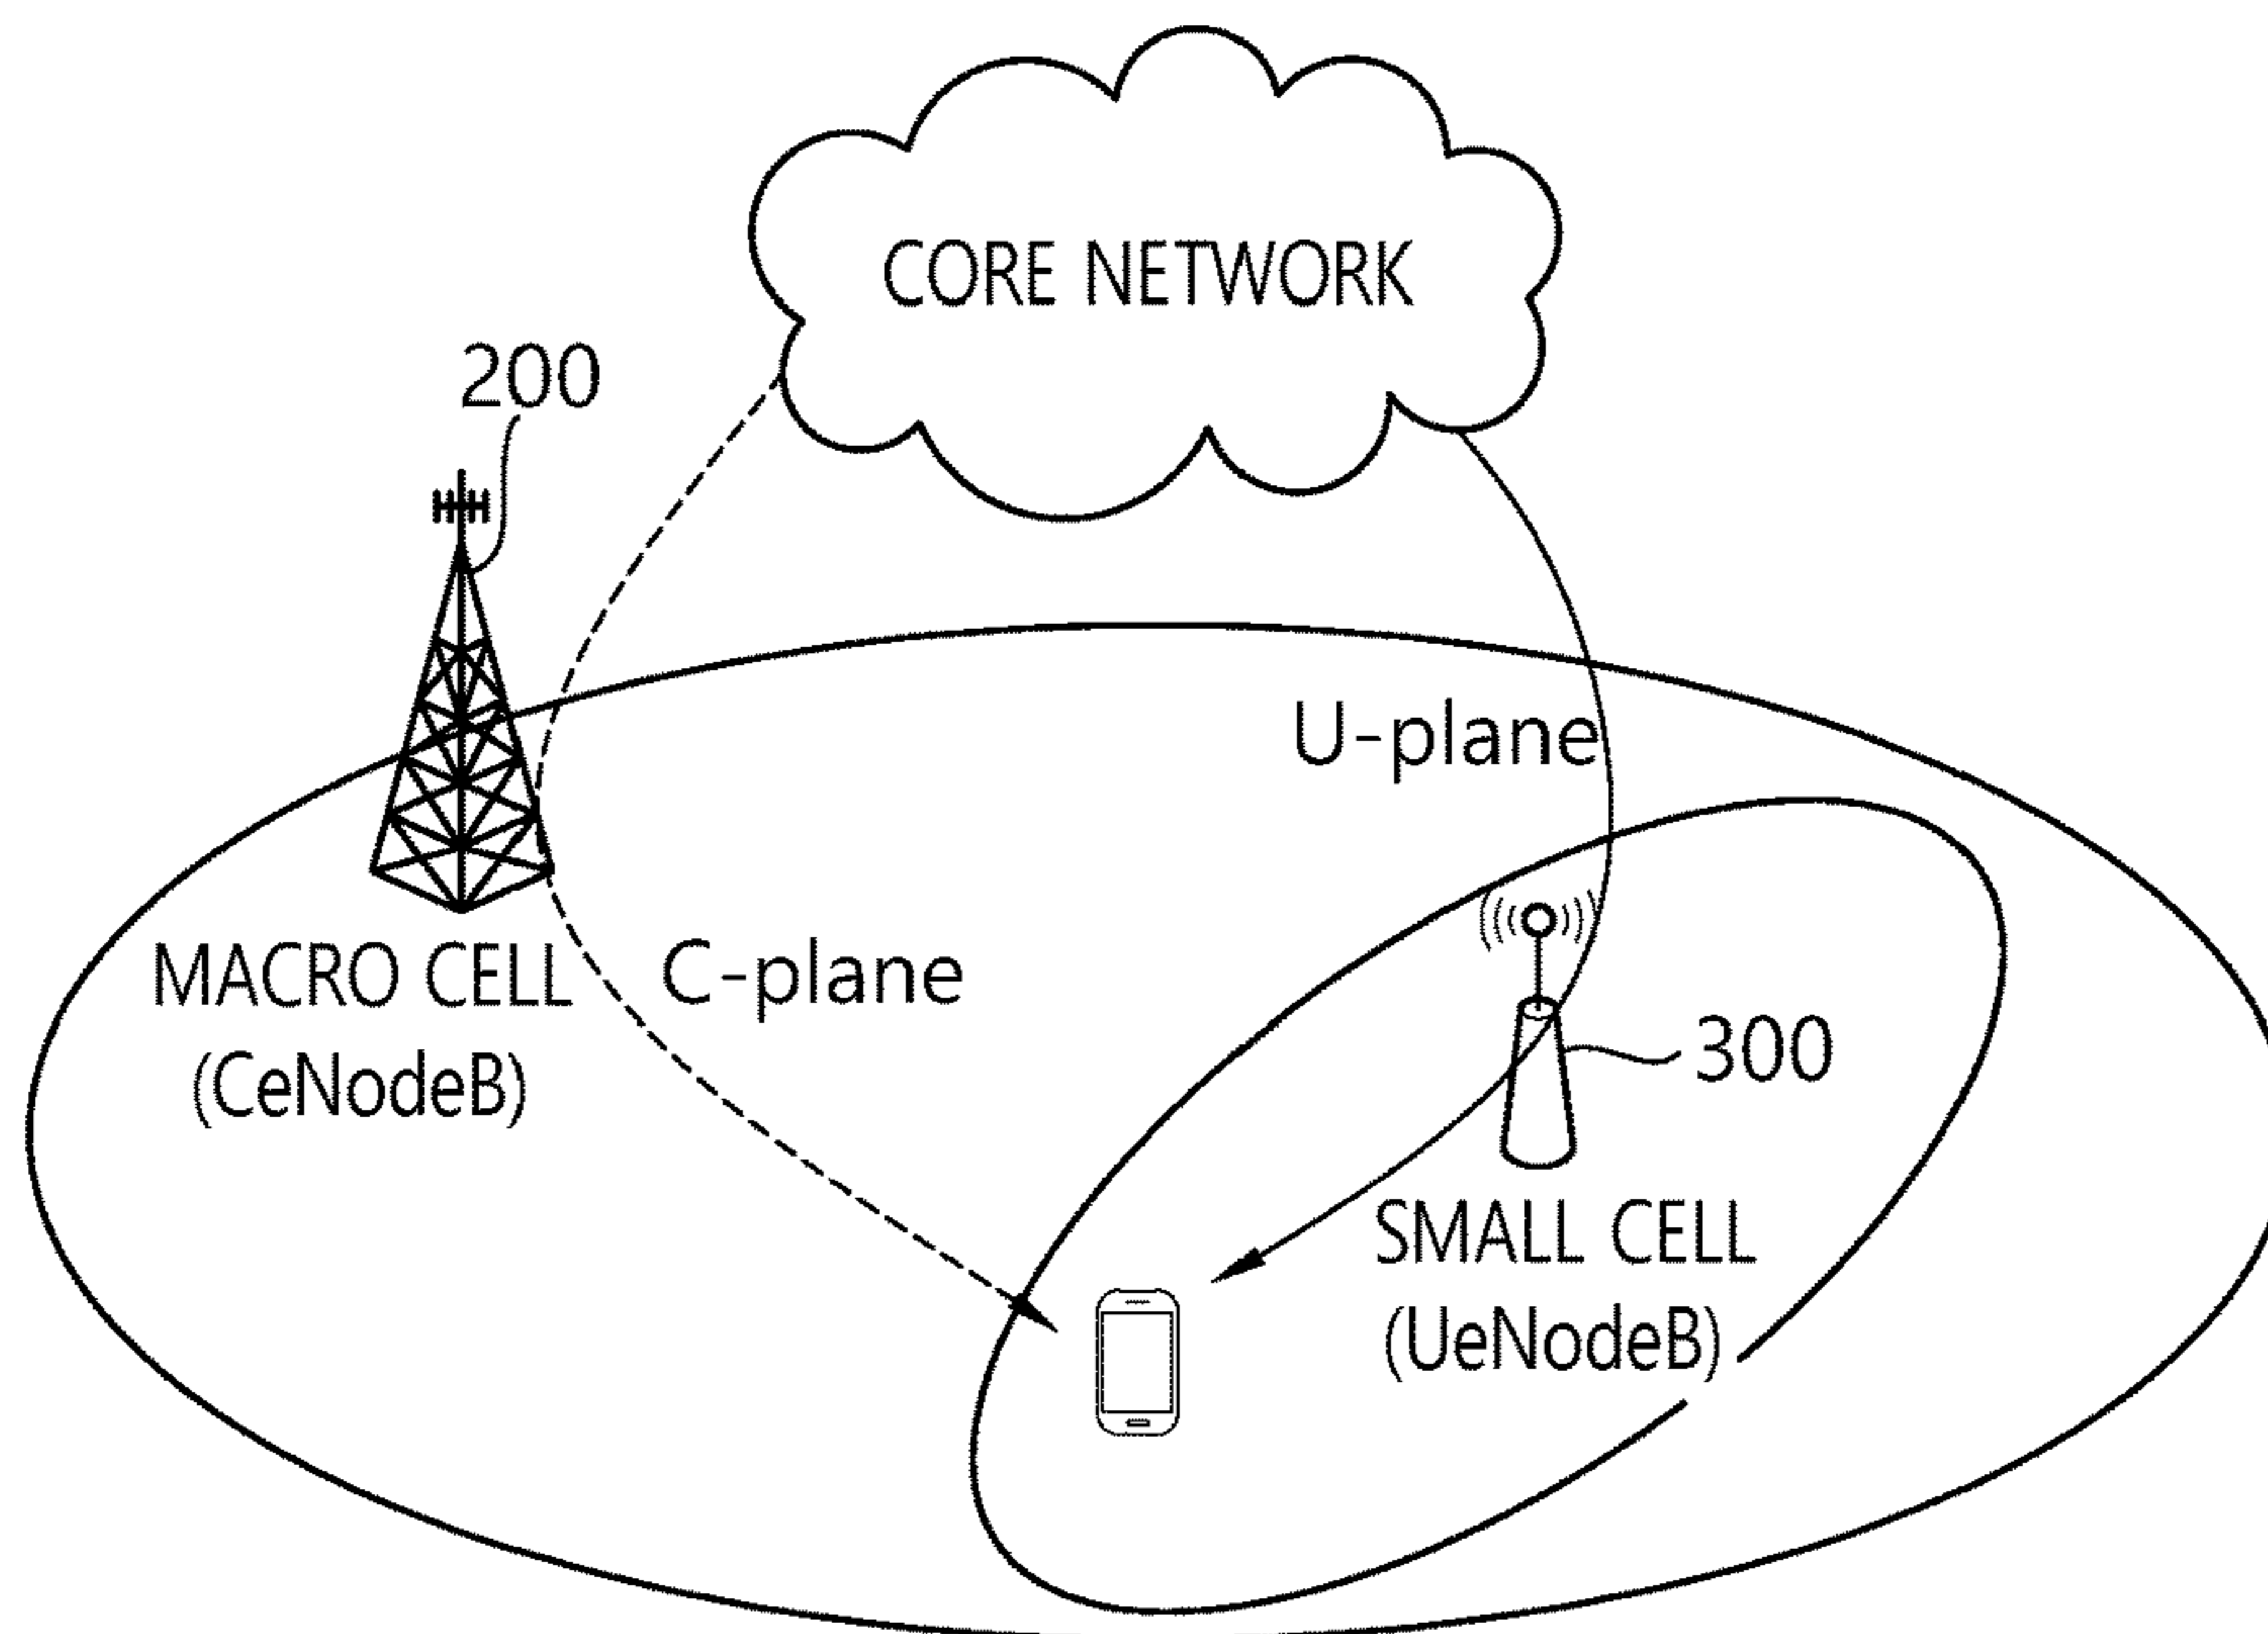 CORE NETWORK
200
U-plane
MACRO CELL
(CeNodeB)
C-plane
300
SMALL CELL
(UeNodeB)